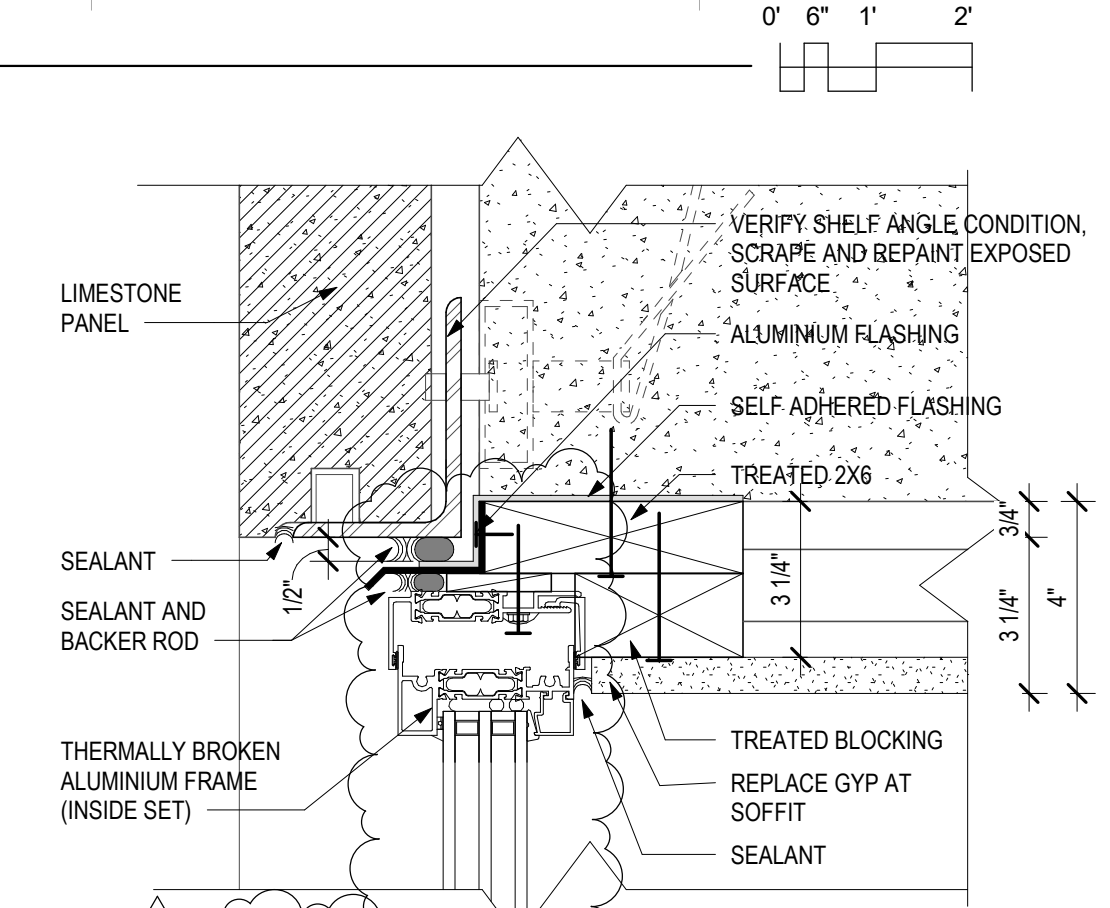 0' 6" 1' 2'
VERIFY SHELF ANGLE CONDITION,
SCRAPE AND REPAINT EXPOSED
SURFACE
LIMESTONE
PANEL
ALUMINIUM FLASHING
SELF ADHERED FLASHING
TREATED 2X6
3/4"
SEALANT
1/2"
3 1/4"
3 1/4"
4"
SEALANT AND
BACKER ROD
THERMALLY BROKEN
ALUMINIUM FRAME
(INSIDE SET)
TREATED BLOCKING
REPLACE GYP AT
SOFFIT
SEALANT